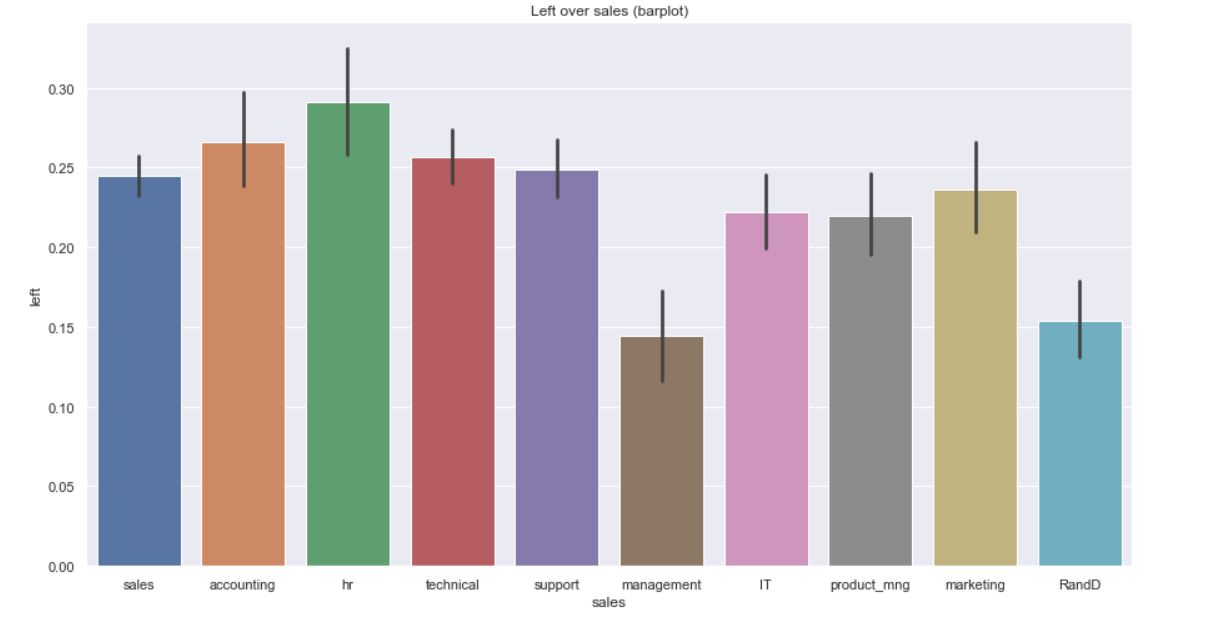 Left over sales (barplot)
0.30
0.25
0.20
0.15
0.10
0.05
0.00
left
sales accounting hr technical support management IT product_mng marketing RandD
sales